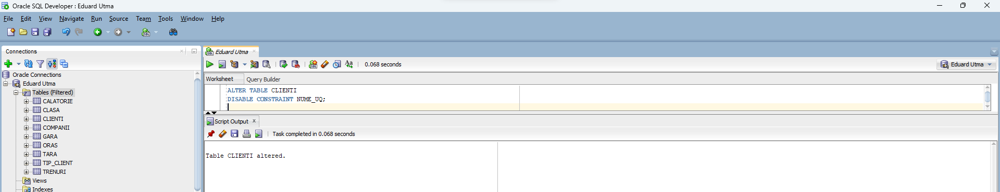 Oracle SQL Developer : Eduard Utma
File Edit View Navigate Run Source Team Tools Window Help
Connections
Oracle Connections
Eduard Utma
Tables (Filtered)
CALATORIE
CLASA
CLIENTI
COMPANII
GARA
ORAS
TARA
TIP_CLIENT
TRENURI
Views
Indexes
Eduard Utma
0.068 seconds
Eduard Utma
Worksheet Query Builder
ALTER TABLE CLIENTI
DISABLE CONSTRAINT NUME_UQ;
Script Output
Task completed in 0.068 seconds
Table CLIENTI altered.